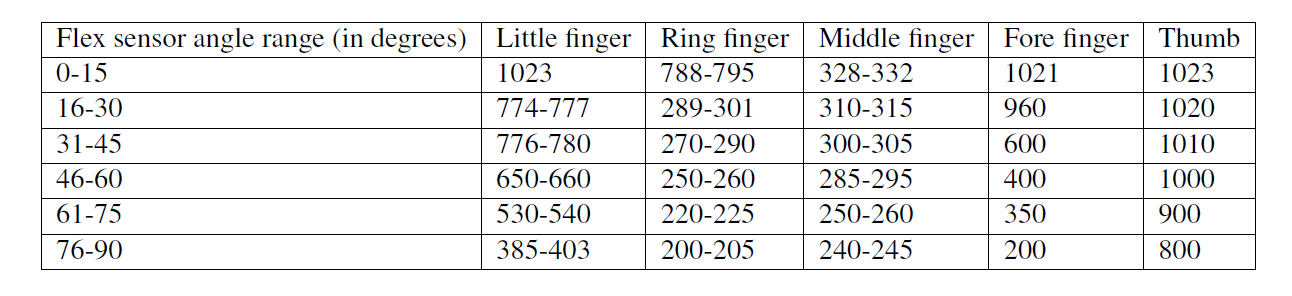 Flex sensor angle range (in degrees) Little finger Ring finger Middle finger Fore finger Thumb
0-15 1023 788-795 328-332 1021 1023
16-30 774-777 289-301 310-315 960 1020
31-45 776-780 270-290 300-305 600 1010
46-60 650-660 250-260 285-295 400 1000
61-75 530-540 220-225 250-260 350 900
76-90 385-403 200-205 240-245 200 800